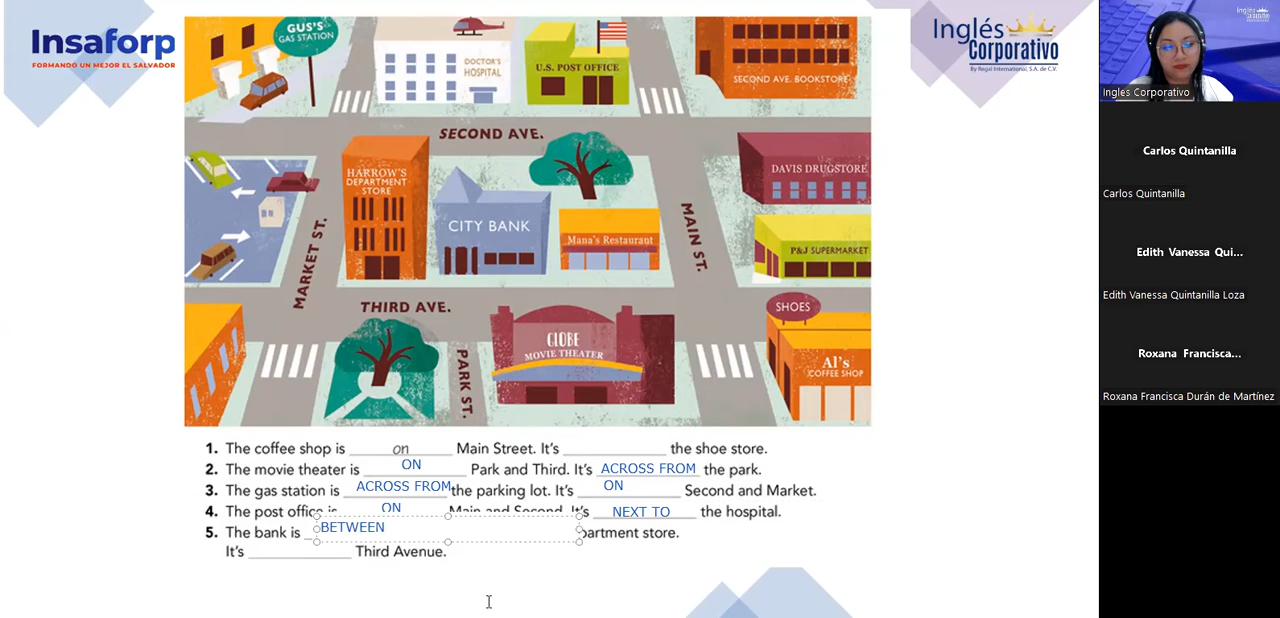 Insaforp
FORMANDO UN MEJOR EL SALVADOR
GUS'S
GAS STATION
DOCTOR'S
HOSPITAL
U.S. POST OFFICE
SECOND AVE. BOOKSTORE
Inglés
Corporativo
By Regal International, S.A. de C.V.
SECOND AVE.
HARROW'S
DEPARTMENT
STORE
CITY BANK
Mana's Restaurant
DAVIS DRUGSTORE
P&J SUPERMARKET
MARKET ST.
MAIN ST.
THIRD AVE.
PARK ST.
GLOBE
MOVIE THEATER
SHOES
Al's
COFFEE SHOP
1. The coffee shop is on Main Street. It's ____ the shoe store.
2. The movie theater is ON Park and Third. It's ACROSS FROM the park.
3. The gas station is ACROSS FROM the parking lot. It's ON Second and Market.
4. The post office is ON Main and Second. It's NEXT TO the hospital.
5. The bank is BETWEEN partment store.
It's ____ Third Avenue.
Ingles Corporativo
Carlos Quintanilla
Carlos Quintanilla
Edith Vanessa Qui...
Edith Vanessa Quintanilla Loza
Roxana Francisca...
Roxana Francisca Durán de Martínez